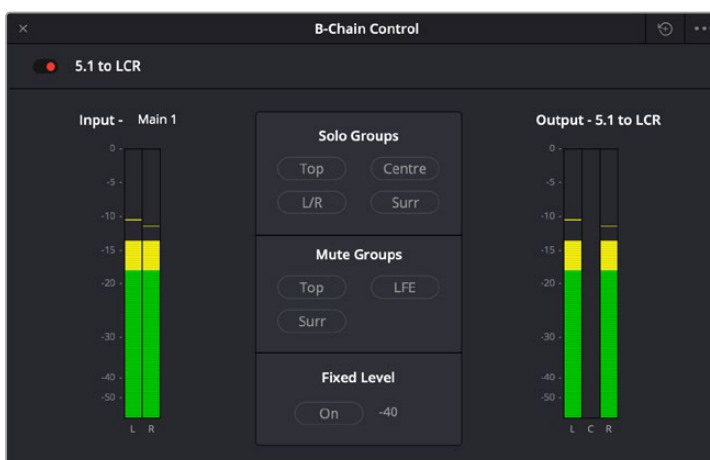 B-Chain Control
5.1 to LCR
Input - Main 1
0
-5
-10
-15
-20
-30
-40
-50
L R
Solo Groups
Top Centre
L/R Surr
Mute Groups
Top LFE
Surr
Fixed Level
On -40
Output - 5.1 to LCR
0
-5
-10
-15
-20
-30
-40
-50
L C R